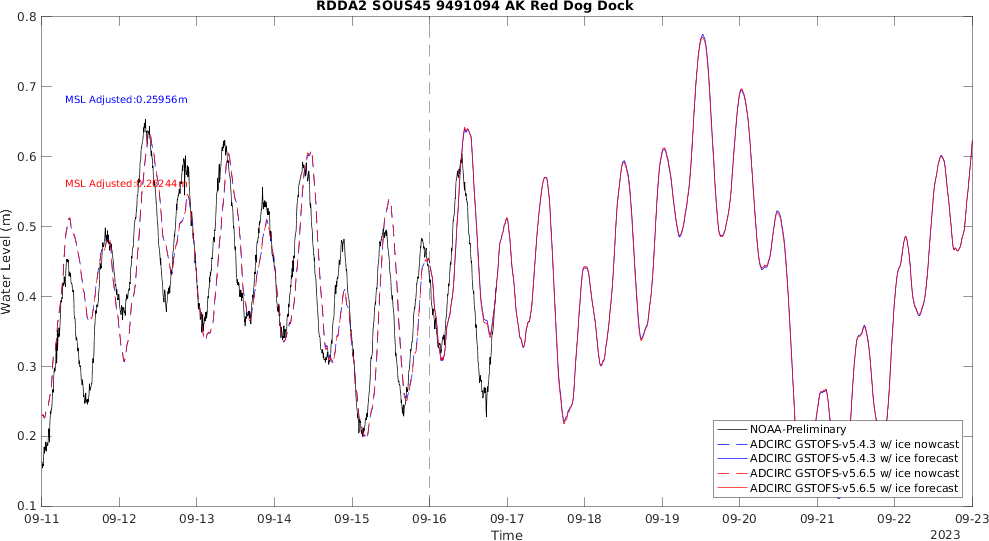 RDDA2 SOUS45 9491094 AK Red Dog Dock
0.8
0.7
0.6
0.5
0.4
0.3
0.2
0.1
Water Level (m)
MSL Adjusted:0.25956m
MSL Adjusted:0.26244m
NOAA-Preliminary
ADCIRC GSTOFS-v5.4.3 w/ ice nowcast
ADCIRC GSTOFS-v5.4.3 w/ ice forecast
ADCIRC GSTOFS-v5.6.5 w/ ice nowcast
ADCIRC GSTOFS-v5.6.5 w/ ice forecast
09-11 09-12 09-13 09-14 09-15 09-16 09-17 09-18 09-19 09-20 09-21 09-22 09-23
Time
2023